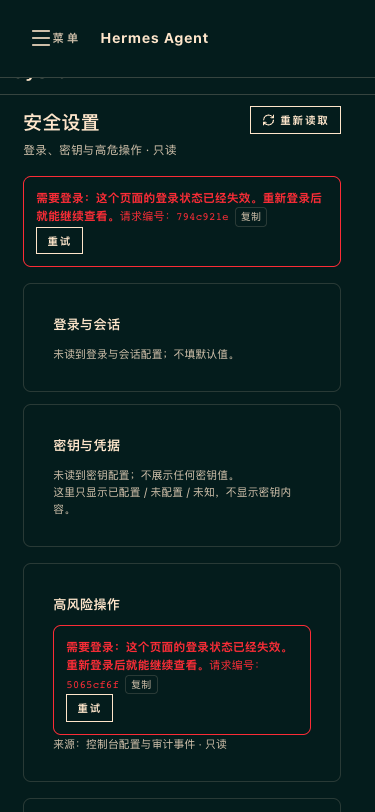 菜单
Hermes Agent
安全设置
重新读取
登录、密钥与高危操作 · 只读
需要登录：这个页面的登录状态已经失效。重新登录后
就能继续查看。请求编号：794c921e 复制
重试
登录与会话
未读到登录与会话配置；不填默认值。
密钥与凭据
未读到密钥配置；不展示任何密钥值。
这里只显示已配置 / 未配置 / 未知，不显示密钥内
容。
高风险操作
需要登录：这个页面的登录状态已经失效。
重新登录后就能继续查看。请求编号：
5065cf6f 复制
重试
来源：控制台配置与审计事件 · 只读